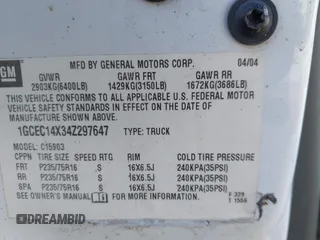 GM
MFD BY GENERAL MOTORS CORP. 04/04
GVWR GAWR FRT GAWR RR
2903KG(6400LB) 1429KG(3150LB) 1672KG(3686LB)
THIS VEHICLE CONFORMS TO ALL APPLICABLE U.S. FEDERAL MOTOR
VEHICLE SAFETY STANDARDS IN EFFECT ON THE DATE OF
MANUFACTURE SHOWN ABOVE.
1GCEC14X34Z297647 TYPE: TRUCK
MODEL: C15903
CPPN TIRE SIZE SPEED RTG RIM COLD TIRE PRESSURE
FRT P235/75R16 S 16X6.5J 240KPA(35PSI)
RR P235/75R16 S 16X6.5J 240KPA(35PSI)
SPA P235/75R16 S 16X6.5J 240KPA(35PSI)
SEE OWNER'S MANUAL FOR ADDITIONAL INFORMATION.
F 329
T 1556
DREAMBID